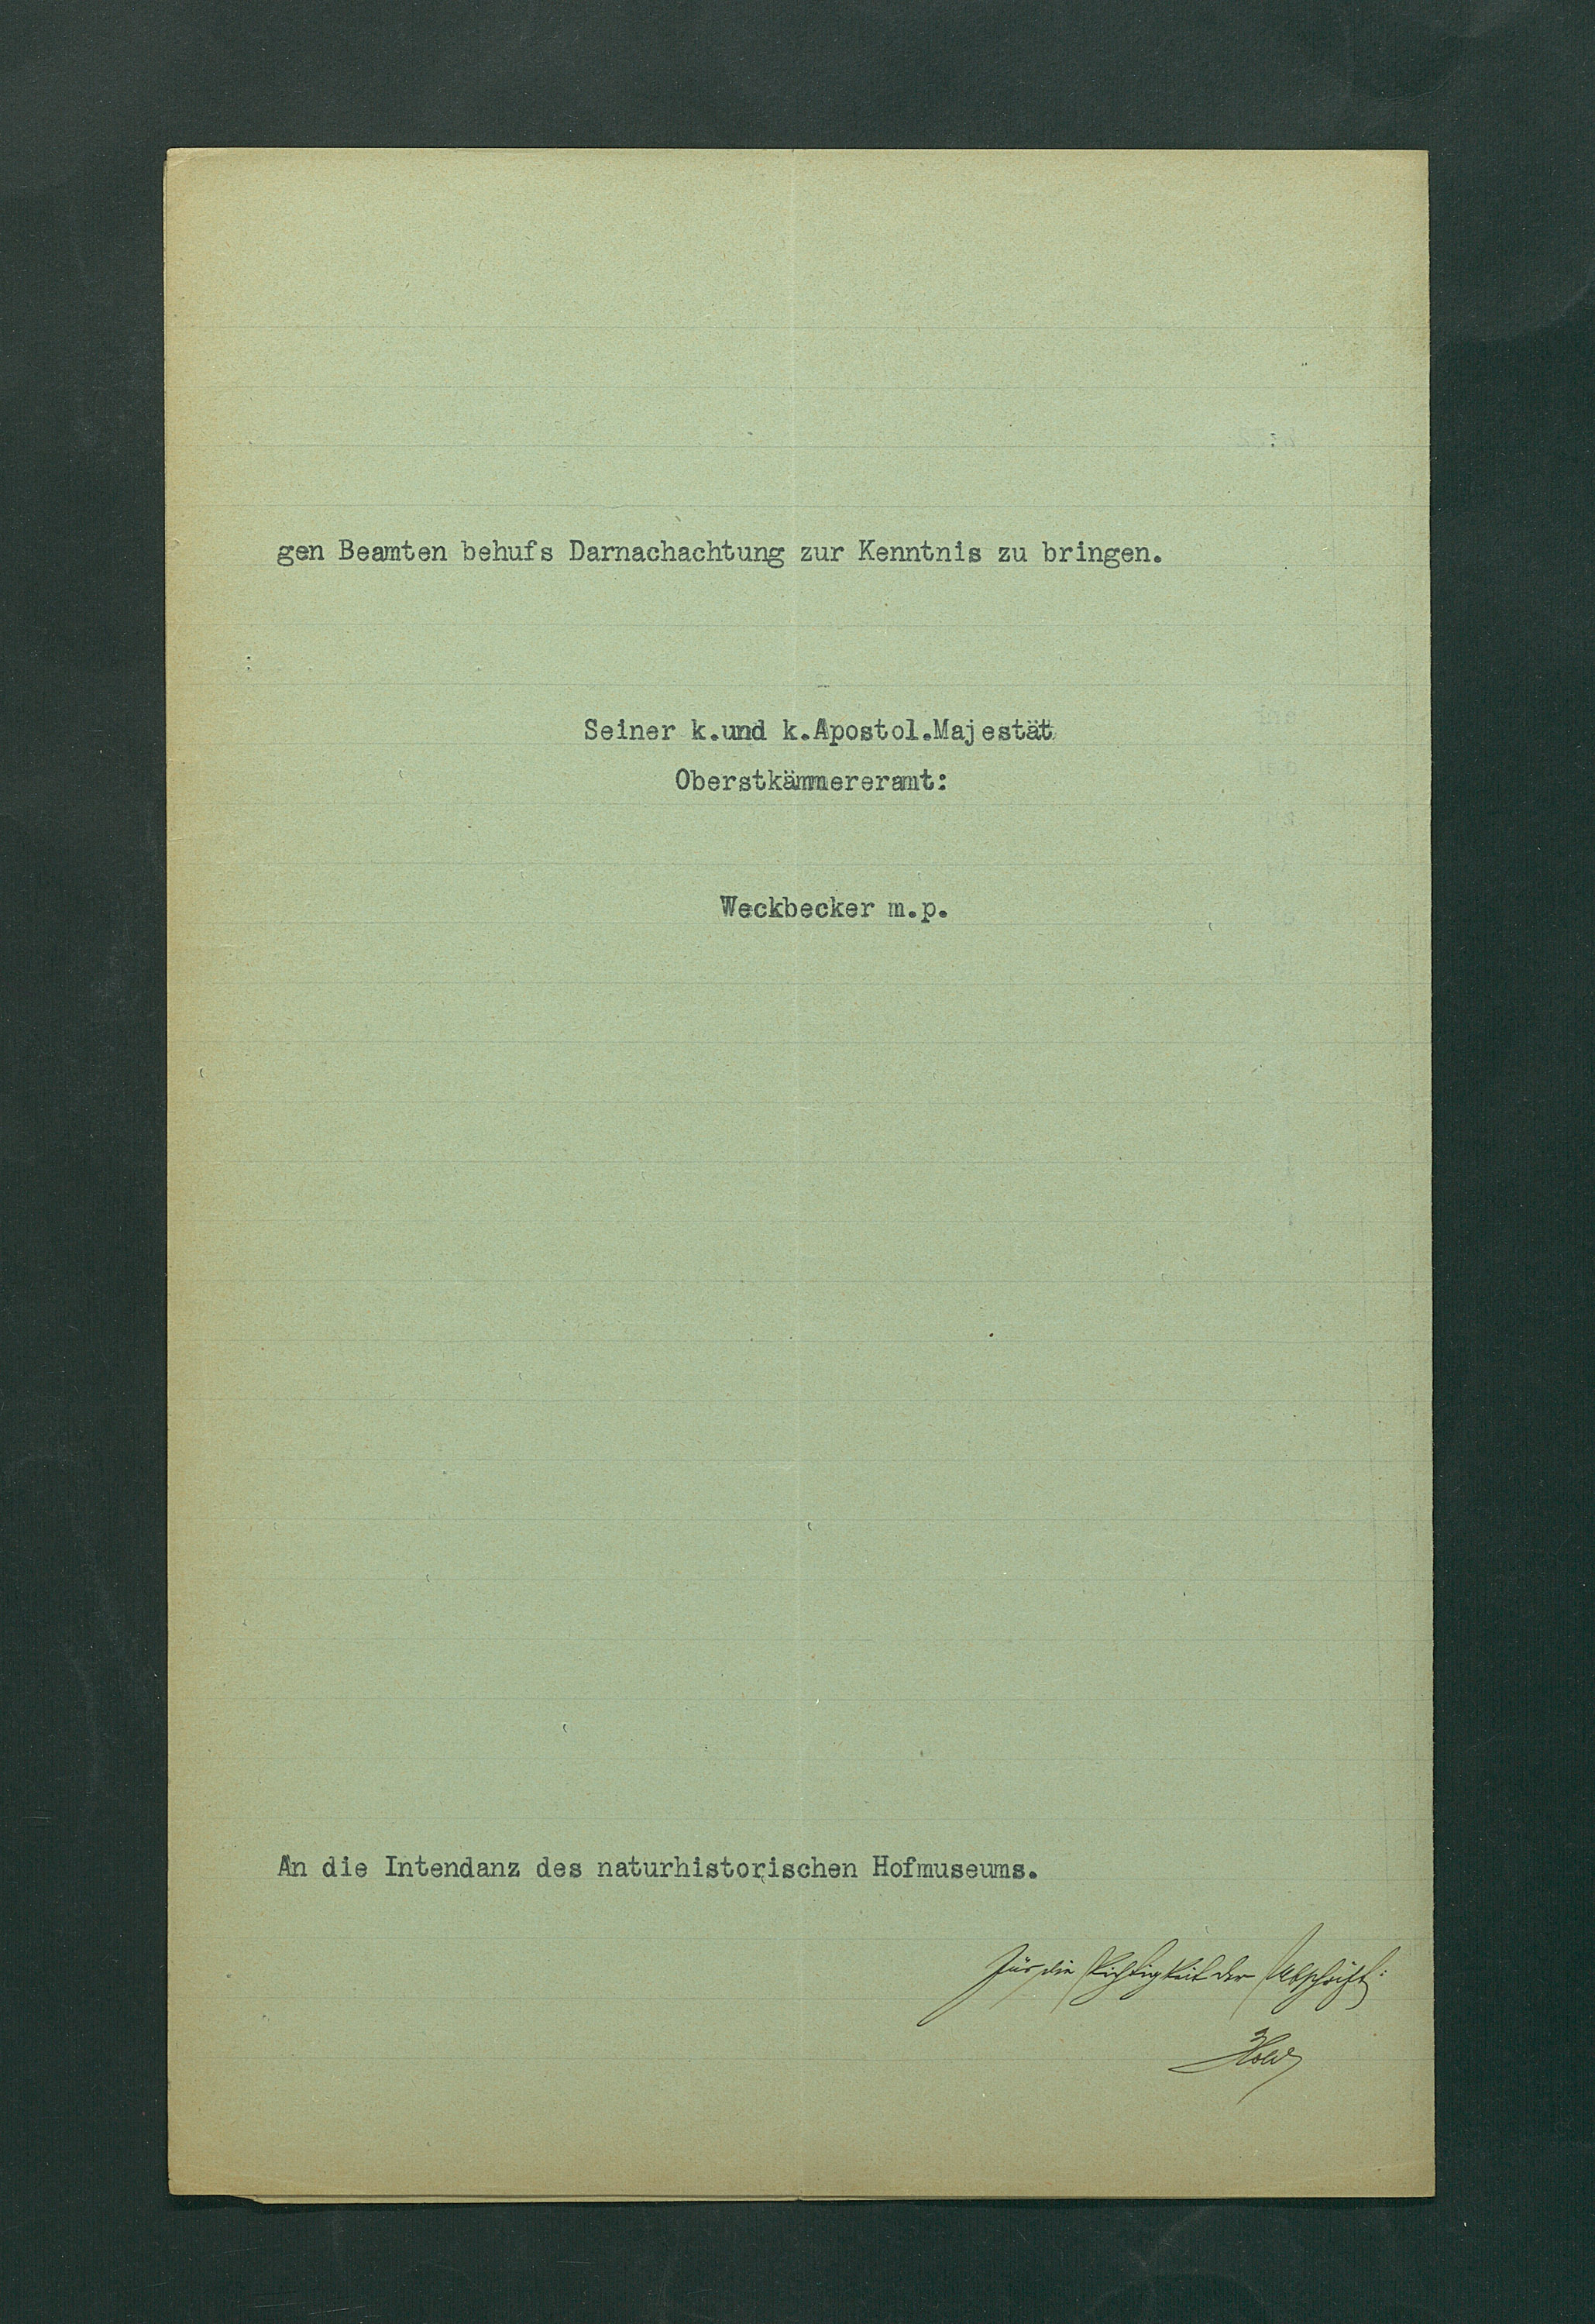 gen Beamten behufs Darnachachtung zur Kenntnis zu bringen.
Seiner k.und k.Apostol.Majestät
Oberstkämmereramt:
Weckbecker m.p.
An die Intendanz des naturhistorischen Hofmuseums.
Für die Richtigkeit der Abschrift: